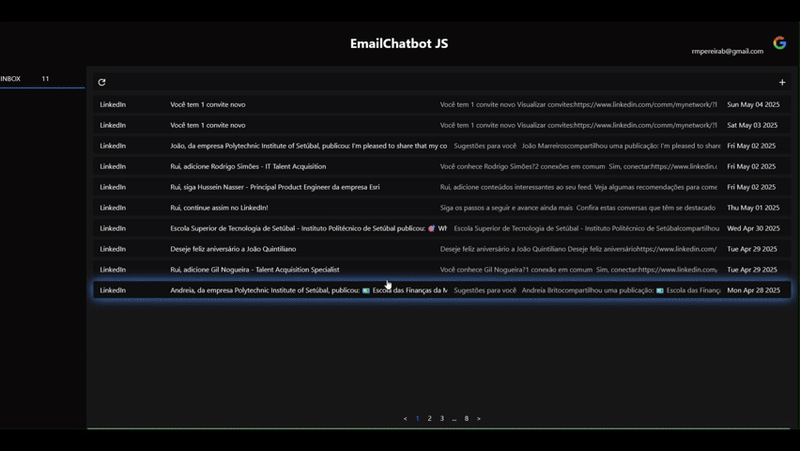 EmailChatbot JS
rmpereirab@gmail.com
INBOX 11
+
LinkedIn Você tem 1 convite novo Você tem 1 convite novo Visualizar convites:https://www.linkedin.com/comm/mynetwork/?l Sun May 04 2025
LinkedIn Você tem 1 convite novo Você tem 1 convite novo Visualizar convites:https://www.linkedin.com/comm/mynetwork/?l Sat May 03 2025
LinkedIn João, da empresa Polytechnic Institute of Setúbal, publicou: I'm pleased to share that my co Sugestões para você João Marreiroscompartilhou uma publicação: I'm pleased to share Fri May 02 2025
LinkedIn Rui, adicione Rodrigo Simões - IT Talent Acquisition Você conhece Rodrigo Simões?2 conexões em comum Sim, conectar:https://www.linkedin.c Fri May 02 2025
LinkedIn Rui, siga Hussein Nasser - Principal Product Engineer da empresa Esri Rui, adicione conteúdos interessantes ao seu feed. Veja algumas recomendações para come Fri May 02 2025
LinkedIn Rui, continue assim no LinkedIn! Siga os passos a seguir e avance ainda mais Confira estas conversas que têm se destacado Thu May 01 2025
LinkedIn Escola Superior de Tecnologia de Setúbal - Instituto Politécnico de Setúbal publicou: 🎯 Wh Escola Superior de Tecnologia de Setúbal - Instituto Politécnico de Setúbalcompartilhou Wed Apr 30 2025
LinkedIn Deseje feliz aniversário a João Quintiliano Deseje feliz aniversário a João Quintiliano Deseje feliz aniversáriohttps://www.linkedin.com/ Tue Apr 29 2025
LinkedIn Rui, adicione Gil Nogueira - Talent Acquisition Specialist Você conhece Gil Nogueira?1 conexão em comum Sim, conectar:https://www.linkedin.com, Tue Apr 29 2025
LinkedIn Andreia, da empresa Polytechnic Institute of Setúbal, publicou: Escola das Finanças da M Sugestões para você Andreia Britocompartilhou uma publicação: Escola das Finanç Mon Apr 28 2025
< 1 2 3 ... 8 >